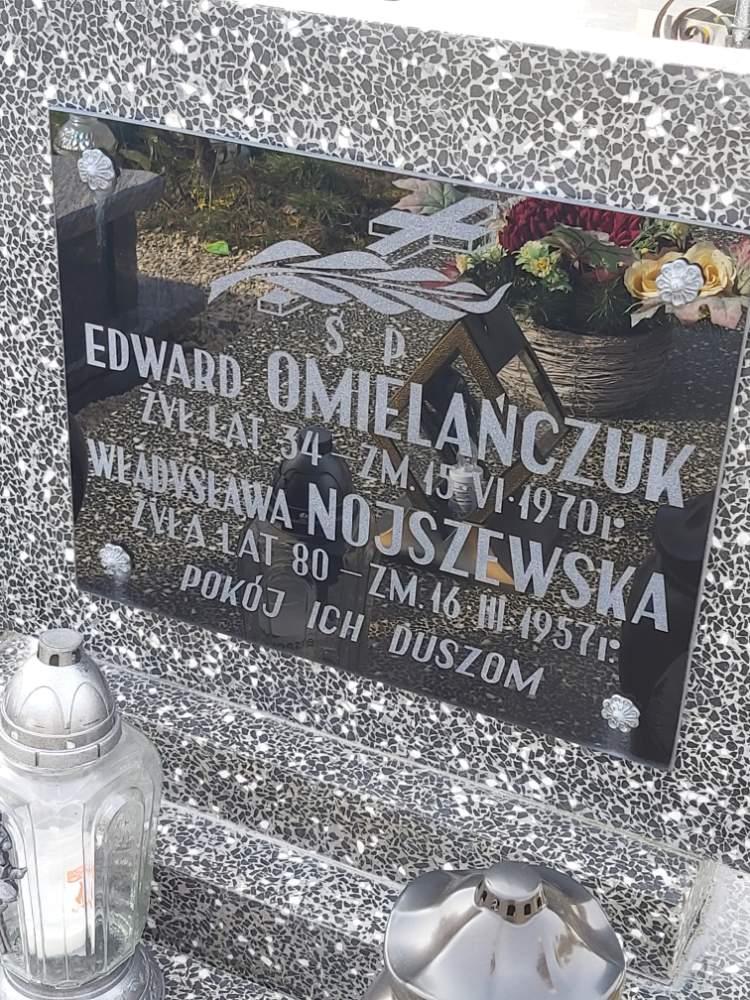 Ś P
EDWARD OMIELAŃCZUK
ŻYŁ LAT 34 – ZM. 15 VI · 1970 r.
WŁADYSŁAWA NOJSZEWSKA
ŻYŁA LAT 80 – ZM. 16 III · 1957 r.
POKÓJ ICH DUSZOM